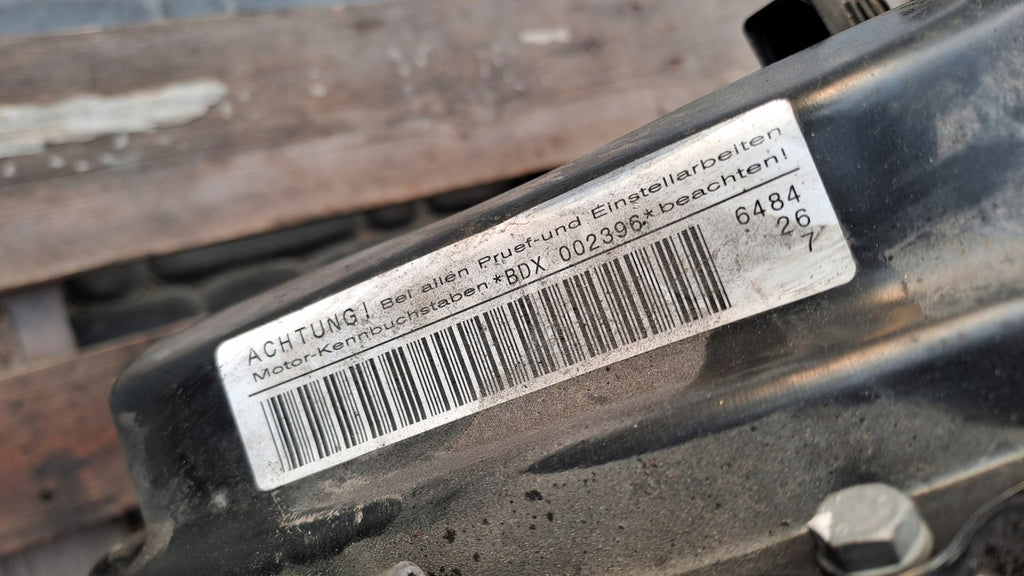 ACHTUNG! Bei allen Pruef-und Einstellarbeiten
Motor-Kennbuchstaben *BDX 002396* beachten!
6484
26
7